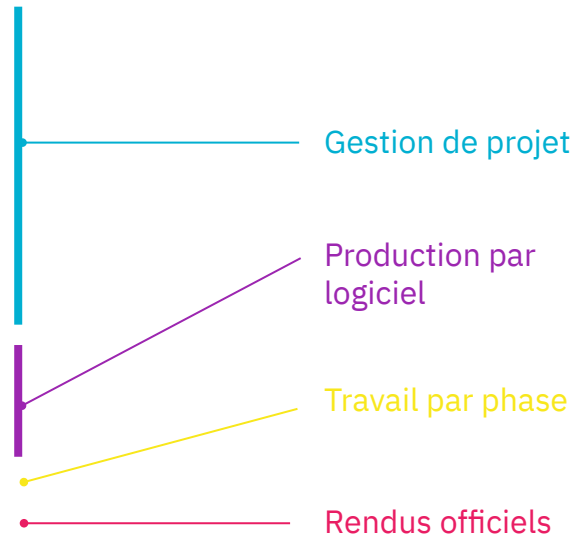 Gestion de projet
Production par
logiciel
Travail par phase
Rendus officiels